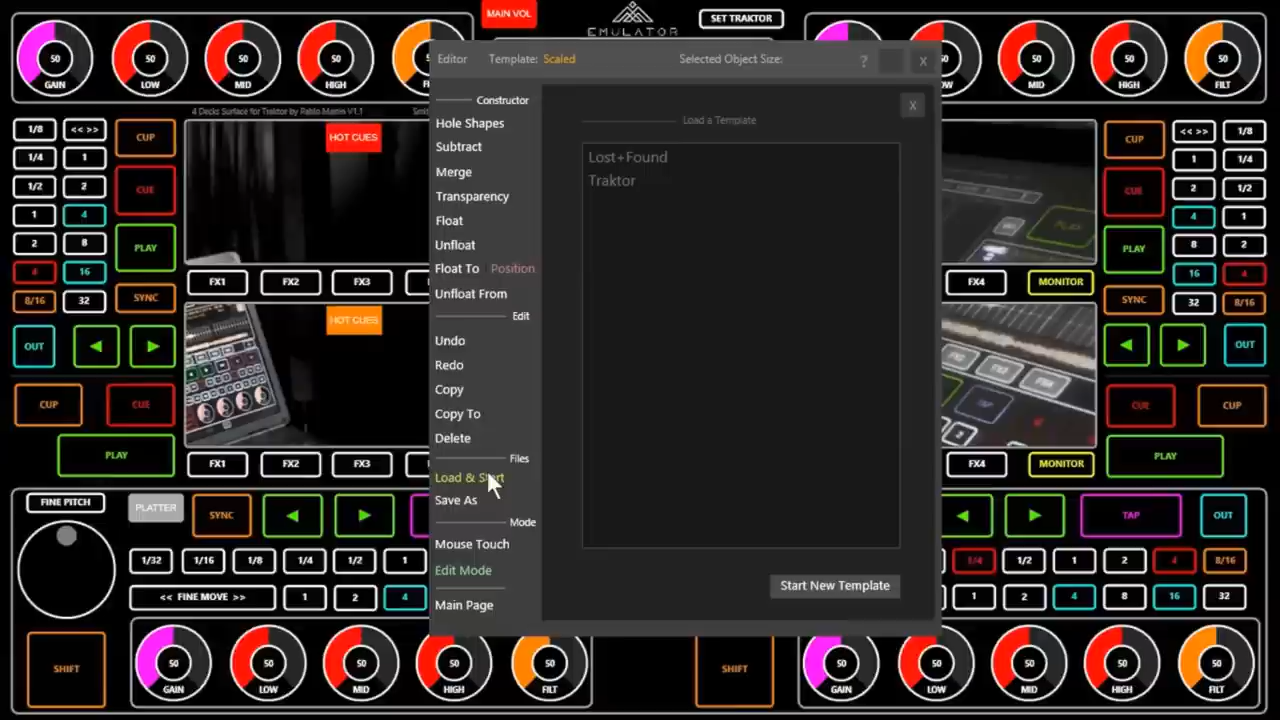 MAIN VOL
EMULATOR
SET TRAKTOR
50 50 50 50 50 50 50
GAIN LOW MID HIGH LOW MID HIGH FILT
Editor Template: Scaled Selected Object Size: ? X
4 Decks Surface for Traktor by Pablo Martin V1.1
1/8 << >> CUP
1/4 1
1/2 2 CUE
1 4
2 8 PLAY
4 16
8/16 32 SYNC
OUT
HOT CUES
FX1 FX2 FX3
HOT CUES
CUP CUE
PLAY
FX1 FX2 FX3
Constructor
Hole Shapes
Subtract
Merge
Transparency
Float
Unfloat
Float To Position
Unfloat From
Edit
Undo
Redo
Copy
Copy To
Delete
Files
Load & Start
Save As
Mode
Mouse Touch
Edit Mode
Main Page
X
Load a Template
Lost+Found
Traktor
Start New Template
CUP << >> 1/8
1 1/4
CUE 2 1/2
4 1
PLAY 8 2
16 4
SYNC 32 8/16
OUT
FX4 MONITOR
CUE CUP
FX4 MONITOR
PLAY
FINE PITCH PLATTER SYNC
1/32 1/16 1/8 1/4 1/2 1
<< FINE MOVE >> 1 2 4
SHIFT
50 50 50 50 50
GAIN LOW MID HIGH FILT
TAP OUT
1/4 1/2 1 2 4 8/16
1 2 4 8 16 32
SHIFT
50 50 50 50 50
GAIN LOW MID HIGH FILT